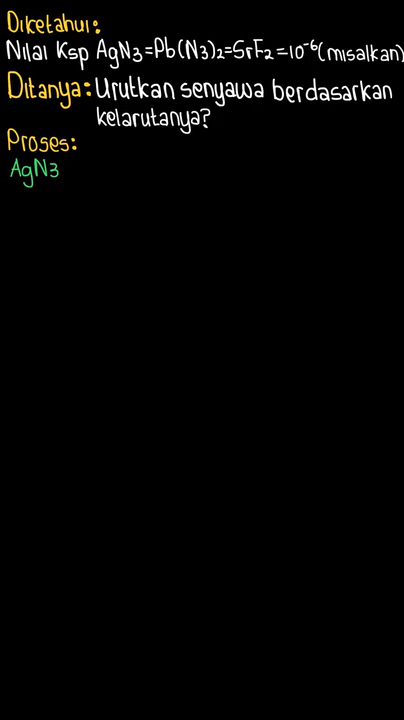 Diketahui:
Nilai Ksp AgN3=Pb(N3)2=SrF2=10⁻⁶(misalkan)
Ditanya: Urutkan senyawa berdasarkan
kelarutanya?
Proses:
AgN3